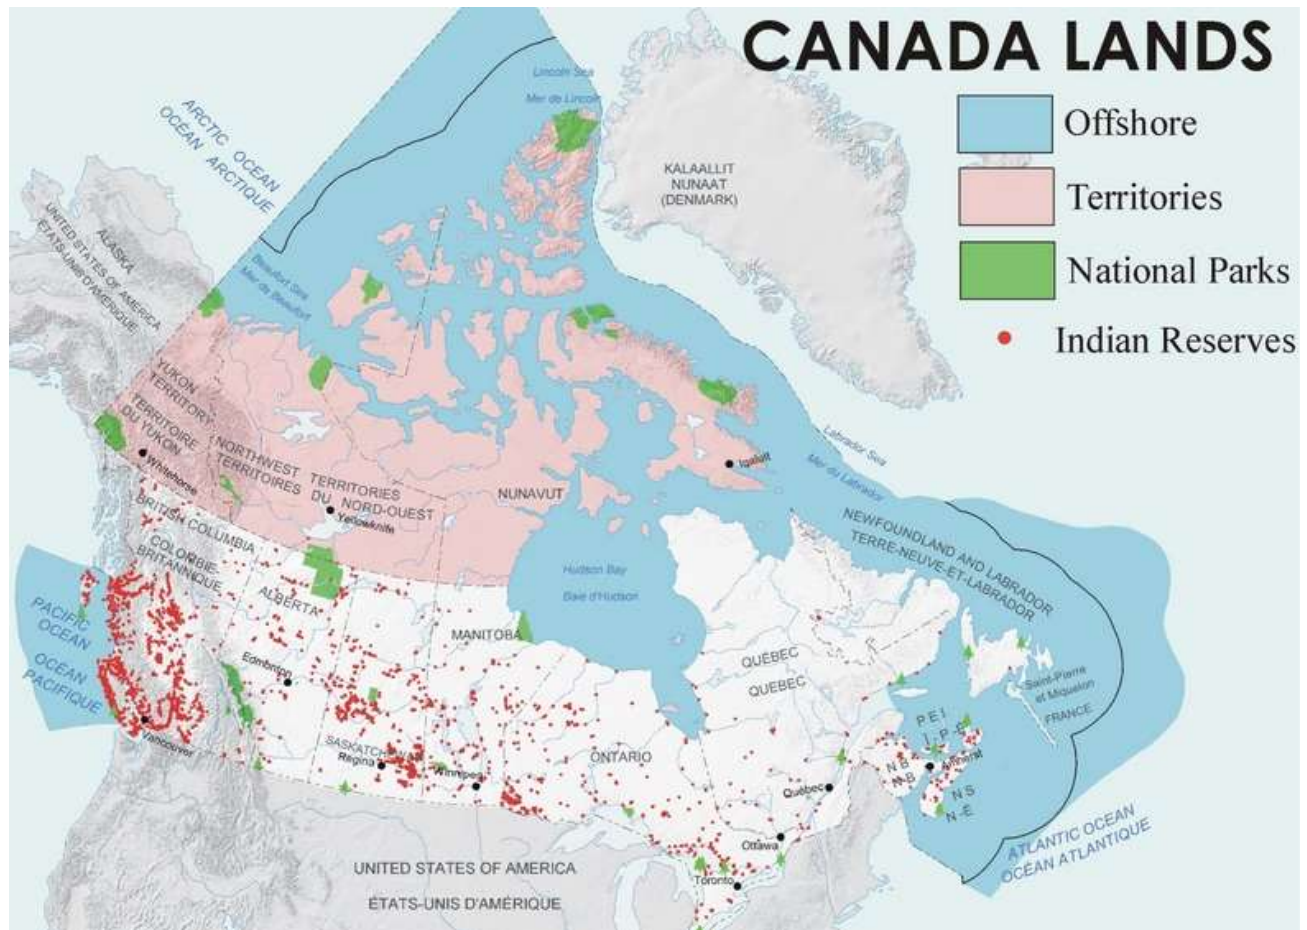 CANADA LANDS
Offshore
Territories
National Parks
Indian Reserves
Lincoln Sea
Mer de Lincoln
ARCTIC OCEAN
OCÉAN ARCTIQUE
KALAALLIT
NUNAAT
(DENMARK)
UNITED STATES OF AMERICA
ÉTATS-UNIS D'AMÉRIQUE
ALASKA
Beaufort Sea
Mer de Beaufort
YUKON
TERRITORY
TERRITOIRE
DU YUKON
Whitehorse
NORTHWEST TERRITORIES
TERRITOIRES DU NORD-OUEST
Yellowknife
NUNAVUT
Iqaluit
Labrador Sea
Mer du Labrador
NEWFOUNDLAND AND LABRADOR
TERRE-NEUVE-ET-LABRADOR
BRITISH COLUMBIA
COLOMBIE-
BRITANNIQUE
ALBERTA
Hudson Bay
Baie d'Hudson
PACIFIC
OCEAN
OCÉAN
PACIFIQUE
MANITOBA
Edmonton
QUÉBEC
QUEBEC
Saint-Pierre
et Miquelon
FRANCE
Vancouver
SASKATCHEWAN
Regina
Winnipeg
ONTARIO
PEI
Î-P-É
Amherst
N B
N-B
N S
N-É
Québec
Ottawa
Toronto
ATLANTIC OCEAN
OCÉAN ATLANTIQUE
UNITED STATES OF AMERICA
ÉTATS-UNIS D'AMÉRIQUE